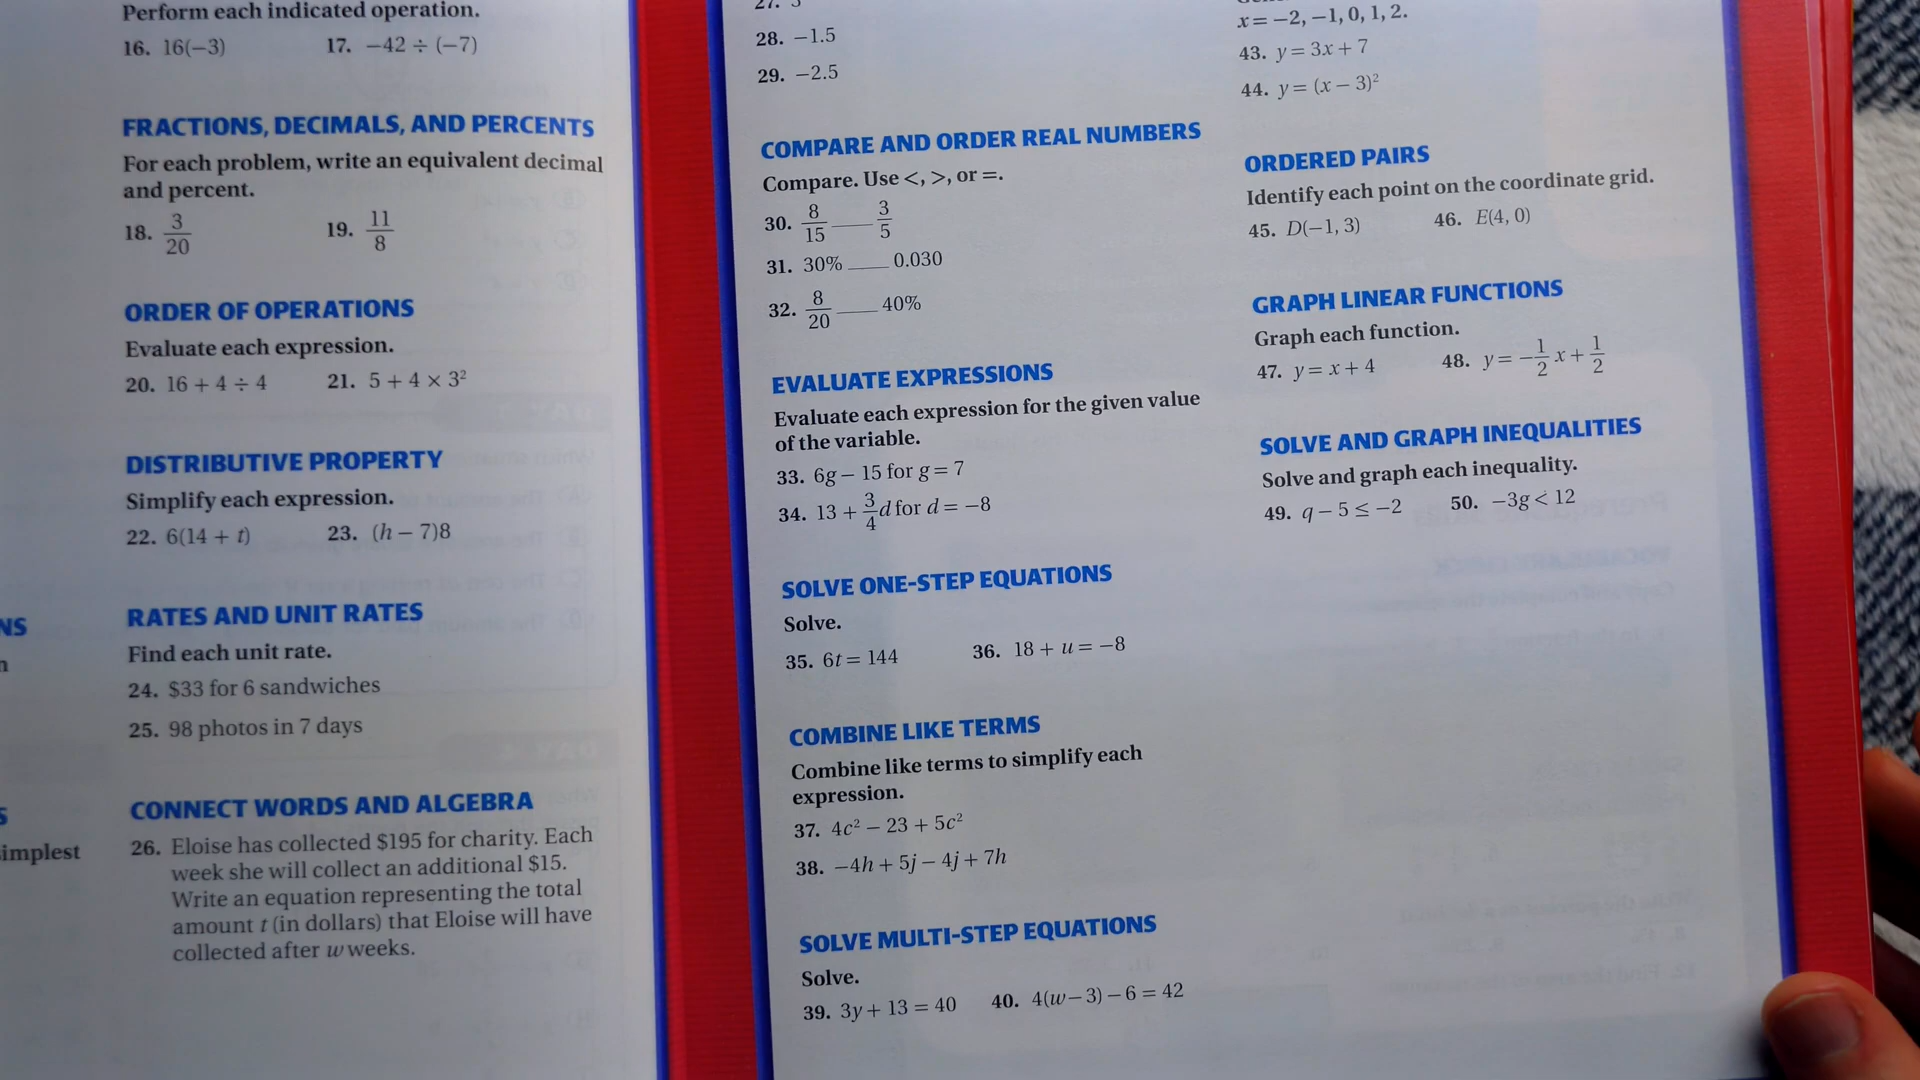 Perform each indicated operation.
16. 16(−3) 17. −42 ÷ (−7)
FRACTIONS, DECIMALS, AND PERCENTS
For each problem, write an equivalent decimal
and percent.
18. 3/20 19. 11/8
ORDER OF OPERATIONS
Evaluate each expression.
20. 16 + 4 ÷ 4 21. 5 + 4 × 3²
DISTRIBUTIVE PROPERTY
Simplify each expression.
22. 6(14 + t) 23. (h − 7)8
NS
RATES AND UNIT RATES
Find each unit rate.
24. $33 for 6 sandwiches
25. 98 photos in 7 days
CONNECT WORDS AND ALGEBRA
implest
26. Eloise has collected $195 for charity. Each
week she will collect an additional $15.
Write an equation representing the total
amount t (in dollars) that Eloise will have
collected after w weeks.
28. −1.5
29. −2.5
COMPARE AND ORDER REAL NUMBERS
Compare. Use <, >, or =.
30. 8/15 ____ 3/5
31. 30% ____ 0.030
32. 8/20 ____ 40%
EVALUATE EXPRESSIONS
Evaluate each expression for the given value
of the variable.
33. 6g − 15 for g = 7
34. 13 + 3/4 d for d = −8
SOLVE ONE-STEP EQUATIONS
Solve.
35. 6t = 144 36. 18 + u = −8
COMBINE LIKE TERMS
Combine like terms to simplify each
expression.
37. 4c² − 23 + 5c²
38. −4h + 5j − 4j + 7h
SOLVE MULTI-STEP EQUATIONS
Solve.
39. 3y + 13 = 40 40. 4(w − 3) − 6 = 42
x = −2, −1, 0, 1, 2.
43. y = 3x + 7
44. y = (x − 3)²
ORDERED PAIRS
Identify each point on the coordinate grid.
45. D(−1, 3) 46. E(4, 0)
GRAPH LINEAR FUNCTIONS
Graph each function.
47. y = x + 4 48. y = −1/2 x + 1/2
SOLVE AND GRAPH INEQUALITIES
Solve and graph each inequality.
49. q − 5 ≤ −2 50. −3g < 12